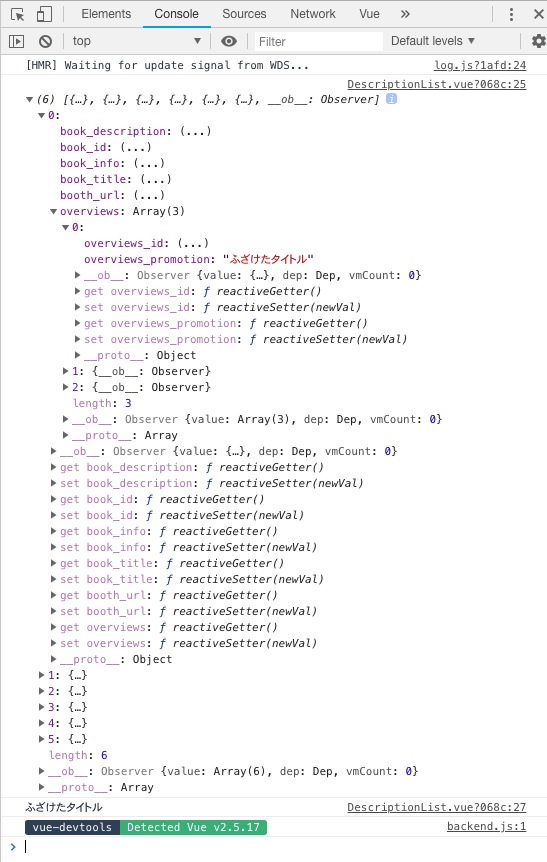 Elements Console Sources Network Vue »
top Filter Default levels
[HMR] Waiting for update signal from WDS... log.js?1afd:24
DescriptionList.vue?068c:25
(6) [{…}, {…}, {…}, {…}, {…}, {…}, __ob__: Observer] i
0:
book_description: (...)
book_id: (...)
book_info: (...)
book_title: (...)
booth_url: (...)
overviews: Array(3)
0:
overviews_id: (...)
overviews_promotion: "ふざけたタイトル"
__ob__: Observer {value: {…}, dep: Dep, vmCount: 0}
get overviews_id: ƒ reactiveGetter()
set overviews_id: ƒ reactiveSetter(newVal)
get overviews_promotion: ƒ reactiveGetter()
set overviews_promotion: ƒ reactiveSetter(newVal)
__proto__: Object
1: {__ob__: Observer}
2: {__ob__: Observer}
length: 3
__ob__: Observer {value: Array(3), dep: Dep, vmCount: 0}
__proto__: Array
__ob__: Observer {value: {…}, dep: Dep, vmCount: 0}
get book_description: ƒ reactiveGetter()
set book_description: ƒ reactiveSetter(newVal)
get book_id: ƒ reactiveGetter()
set book_id: ƒ reactiveSetter(newVal)
get book_info: ƒ reactiveGetter()
set book_info: ƒ reactiveSetter(newVal)
get book_title: ƒ reactiveGetter()
set book_title: ƒ reactiveSetter(newVal)
get booth_url: ƒ reactiveGetter()
set booth_url: ƒ reactiveSetter(newVal)
get overviews: ƒ reactiveGetter()
set overviews: ƒ reactiveSetter(newVal)
__proto__: Object
1: {…}
2: {…}
3: {…}
4: {…}
5: {…}
length: 6
__ob__: Observer {value: Array(6), dep: Dep, vmCount: 0}
__proto__: Array
ふざけたタイトル DescriptionList.vue?068c:27
vue-devtools Detected Vue v2.5.17 backend.js:1